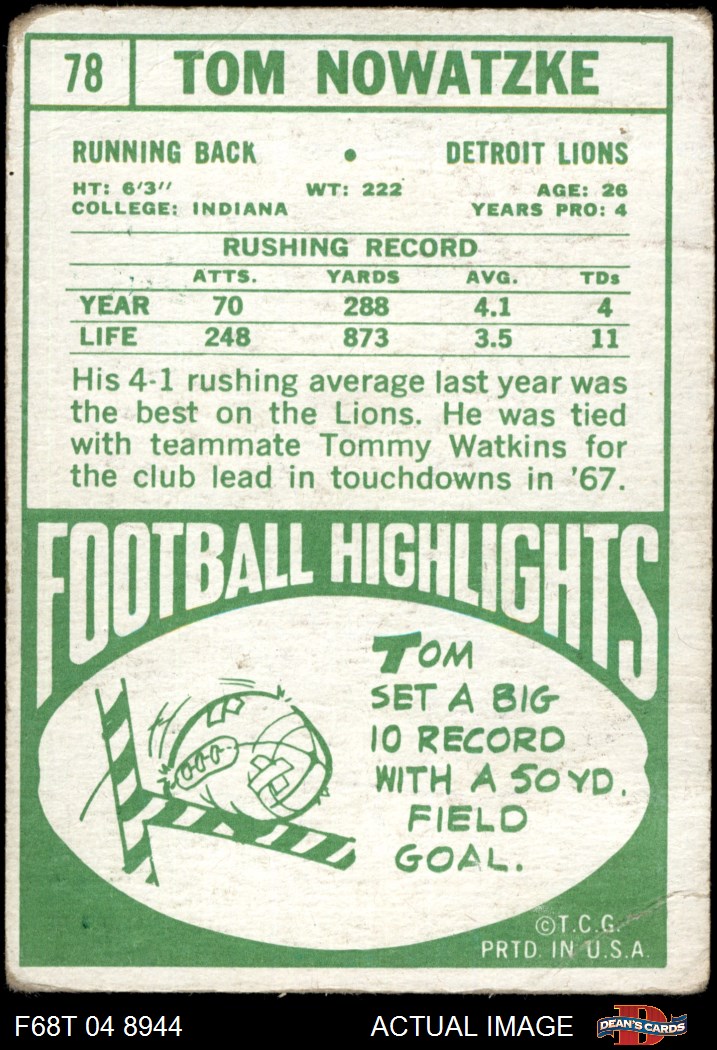 78 TOM NOWATZKE
RUNNING BACK • DETROIT LIONS
HT: 6'3" WT: 222 AGE: 26
COLLEGE: INDIANA YEARS PRO: 4
RUSHING RECORD
ATTS. YARDS AVG. TDs
YEAR 70 288 4.1 4
LIFE 248 873 3.5 11
His 4-1 rushing average last year was
the best on the Lions. He was tied
with teammate Tommy Watkins for
the club lead in touchdowns in '67.
FOOTBALL HIGHLIGHTS
TOM
SET A BIG
10 RECORD
WITH A 50 YD.
FIELD
GOAL.
©T.C.G.
PRTD. IN U.S.A.
F68T 04 8944 ACTUAL IMAGE D DEAN'S CARDS